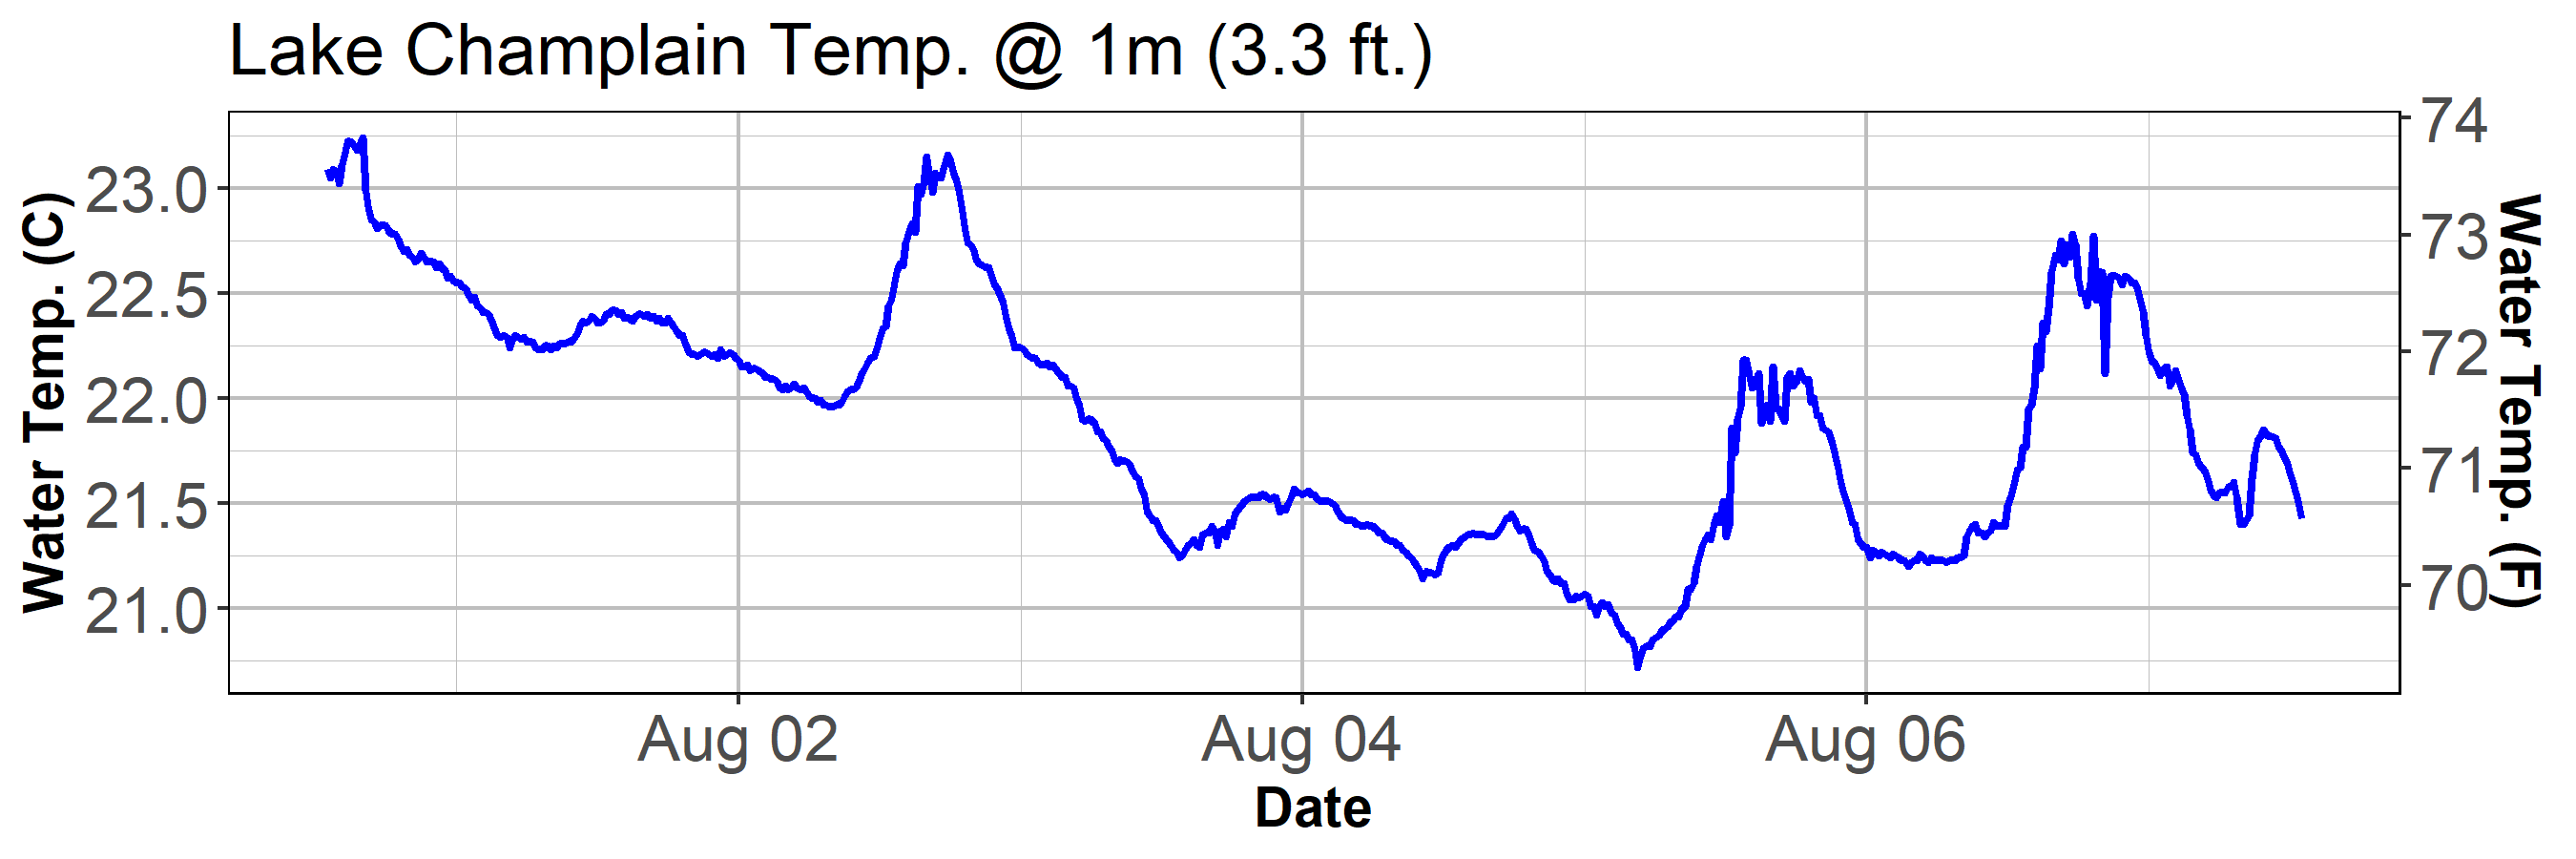 Lake Champlain Temp. @ 1m (3.3 ft.)
Water Temp. (C)
23.0
22.5
22.0
21.5
21.0
74
73
72
71
70
Water Temp. (F)
Aug 02
Aug 04
Aug 06
Date